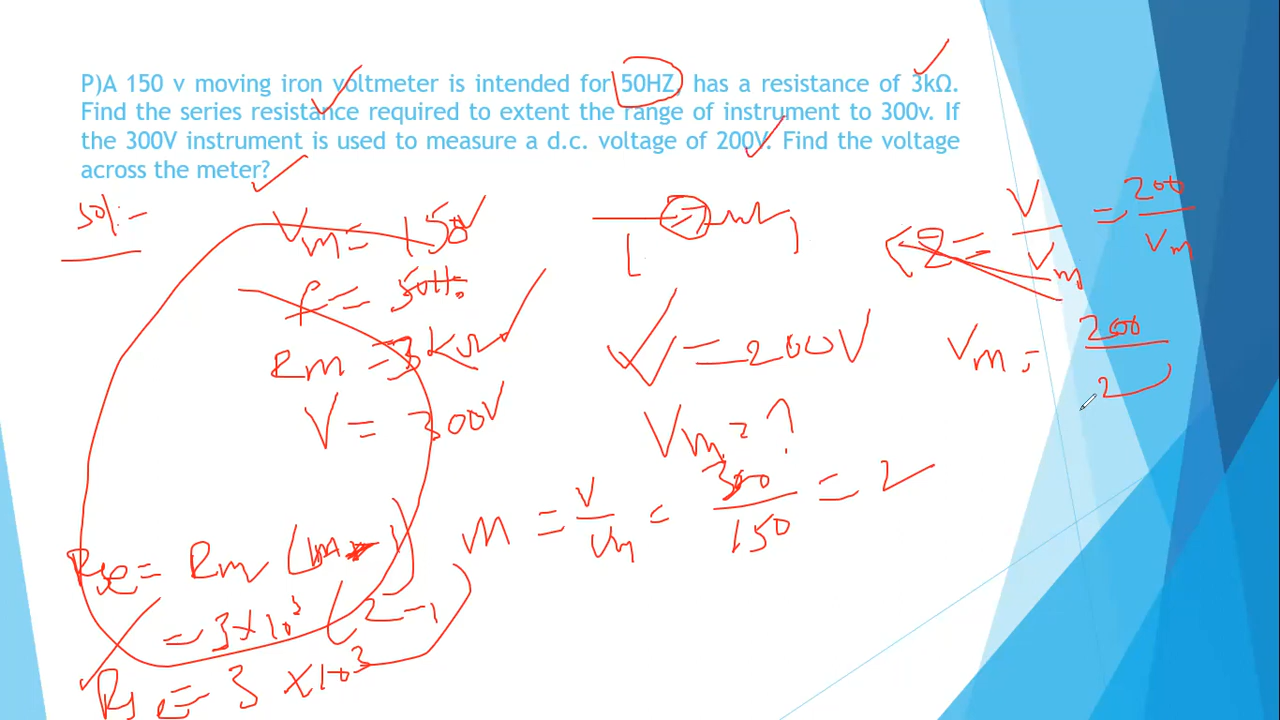 P)A 150 v moving iron voltmeter is intended for 50HZ, has a resistance of 3kΩ.
Find the series resistance required to extent the range of instrument to 300v. If
the 300V instrument is used to measure a d.c. voltage of 200V. Find the voltage
across the meter?
Vm = 150
f = 50Hz
Rm = 3kΩ
V = 300V
Rse = Rm (m-1)
= 3×10³ (2-1)
Rse = 3 ×10³
V = 200V
Vm = ?
m = V/Vm = 300/150 = 2
2 = V/Vm = 200/Vm
Vm = 200/2